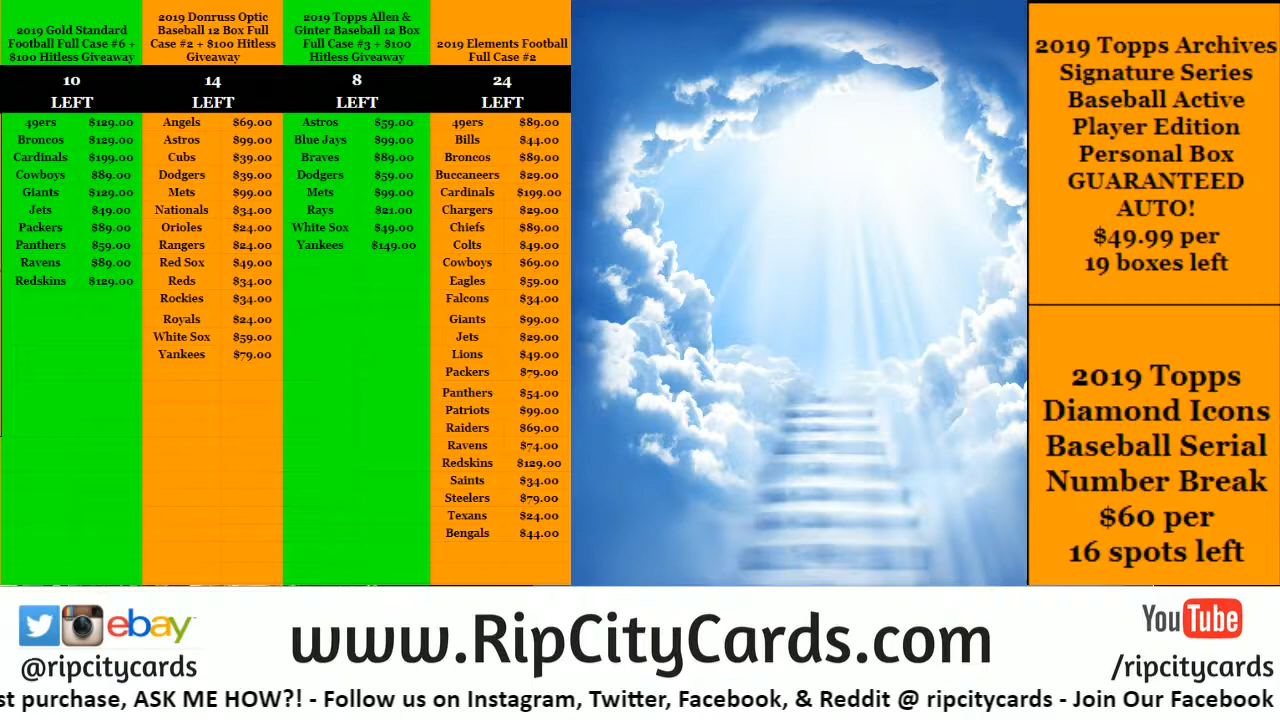 2019 Gold Standard
Football Full Case #6 +
$100 Hitless Giveaway
10
LEFT
49ers $129.00
Broncos $129.00
Cardinals $199.00
Cowboys $89.00
Giants $129.00
Jets $49.00
Packers $89.00
Panthers $59.00
Ravens $89.00
Redskins $129.00
2019 Donruss Optic
Baseball 12 Box Full
Case #2 + $100 Hitless
Giveaway
14
LEFT
Angels $69.00
Astros $99.00
Cubs $39.00
Dodgers $39.00
Mets $99.00
Nationals $34.00
Orioles $24.00
Rangers $24.00
Red Sox $49.00
Reds $34.00
Rockies $34.00
Royals $24.00
White Sox $59.00
Yankees $79.00
2019 Topps Allen &
Ginter Baseball 12 Box
Full Case #3 + $100
Hitless Giveaway
8
LEFT
Astros $59.00
Blue Jays $99.00
Braves $89.00
Dodgers $59.00
Mets $99.00
Rays $21.00
White Sox $49.00
Yankees $149.00
2019 Elements Football
Full Case #2
24
LEFT
49ers $89.00
Bills $44.00
Broncos $89.00
Buccaneers $29.00
Cardinals $199.00
Chargers $29.00
Chiefs $89.00
Colts $49.00
Cowboys $69.00
Eagles $59.00
Falcons $34.00
Giants $99.00
Jets $29.00
Lions $49.00
Packers $79.00
Panthers $54.00
Patriots $99.00
Raiders $69.00
Ravens $74.00
Redskins $129.00
Saints $34.00
Steelers $79.00
Texans $24.00
Bengals $44.00
2019 Topps Archives
Signature Series
Baseball Active
Player Edition
Personal Box
GUARANTEED
AUTO!
$49.99 per
19 boxes left
2019 Topps
Diamond Icons
Baseball Serial
Number Break
$60 per
16 spots left
ebay
@ripcitycards
www.RipCityCards.com
YouTube
/ripcitycards
st purchase, ASK ME HOW?! - Follow us on Instagram, Twitter, Facebook, & Reddit @ ripcitycards - Join Our Facebook